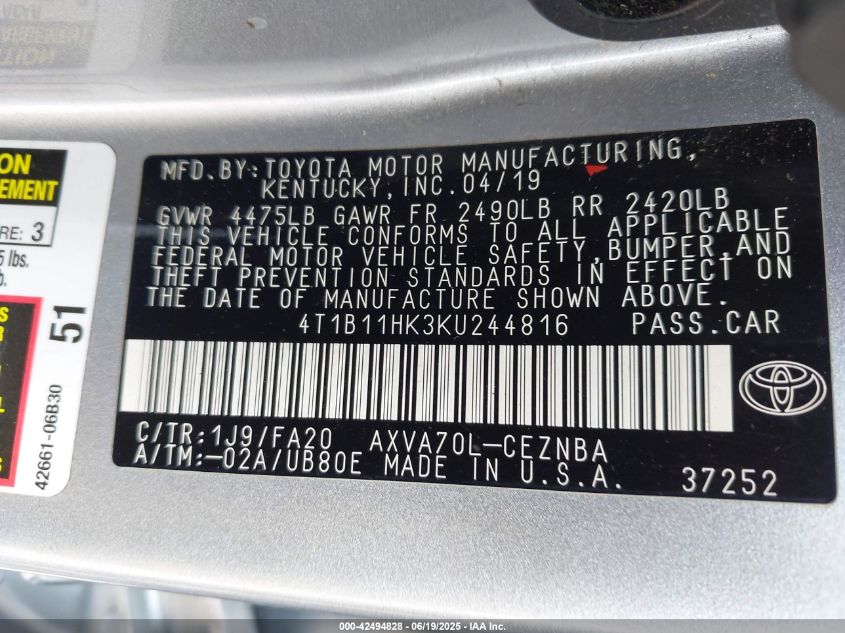 MFD.BY:TOYOTA MOTOR MANUFACTURING,
KENTUCKY,INC.04/19
GVWR 4475LB GAWR FR 2490LB RR 2420LB
THIS VEHICLE CONFORMS TO ALL APPLICABLE
FEDERAL MOTOR VEHICLE SAFETY,BUMPER,AND
THEFT PREVENTION STANDARDS IN EFFECT ON
THE DATE OF MANUFACTURE SHOWN ABOVE.
4T1B11HK3KU244816 PASS.CAR
C/TR:1J9/FA20 AXVA70L-CEZNBA
A/TM:-02A/UB80E MADE IN U.S.A.
37252
ON
EMENT
RE: 3
5 lbs.
b.
51
42661-06B30
000-42494828 - 06/19/2025 - IAA Inc.